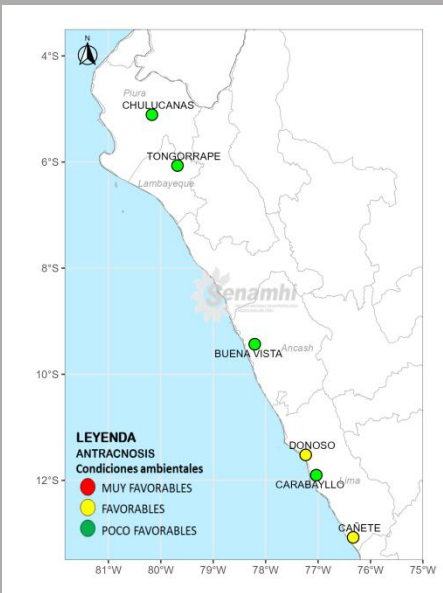 N
4°S
Piura
CHULUCANAS
6°S
TONGORRAPE
Lambayeque
8°S
Senamhi
BUENA VISTA
Ancash
10°S
LEYENDA
ANTRACNOSIS
Condiciones ambientales
MUY FAVORABLES
FAVORABLES
POCO FAVORABLES
DONOSO
12°S
CARABAYLLO
Lima
CAÑETE
81°W 80°W 79°W 78°W 77°W 76°W 75°W